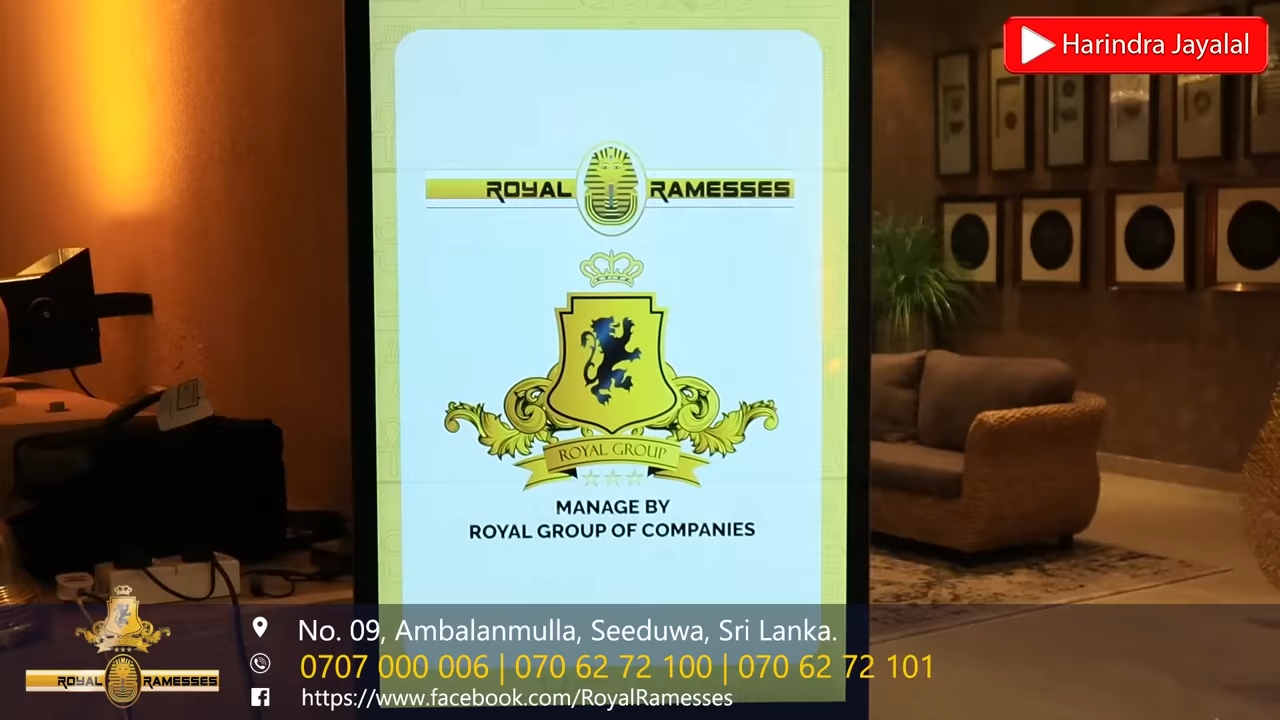 Harindra Jayalal
ROYAL RAMESSES
ROYAL GROUP
MANAGE BY
ROYAL GROUP OF COMPANIES
No. 09, Ambalanmulla, Seeduwa, Sri Lanka.
0707 000 006 | 070 62 72 100 | 070 62 72 101
https://www.facebook.com/RoyalRamesses
ROYAL RAMESSES